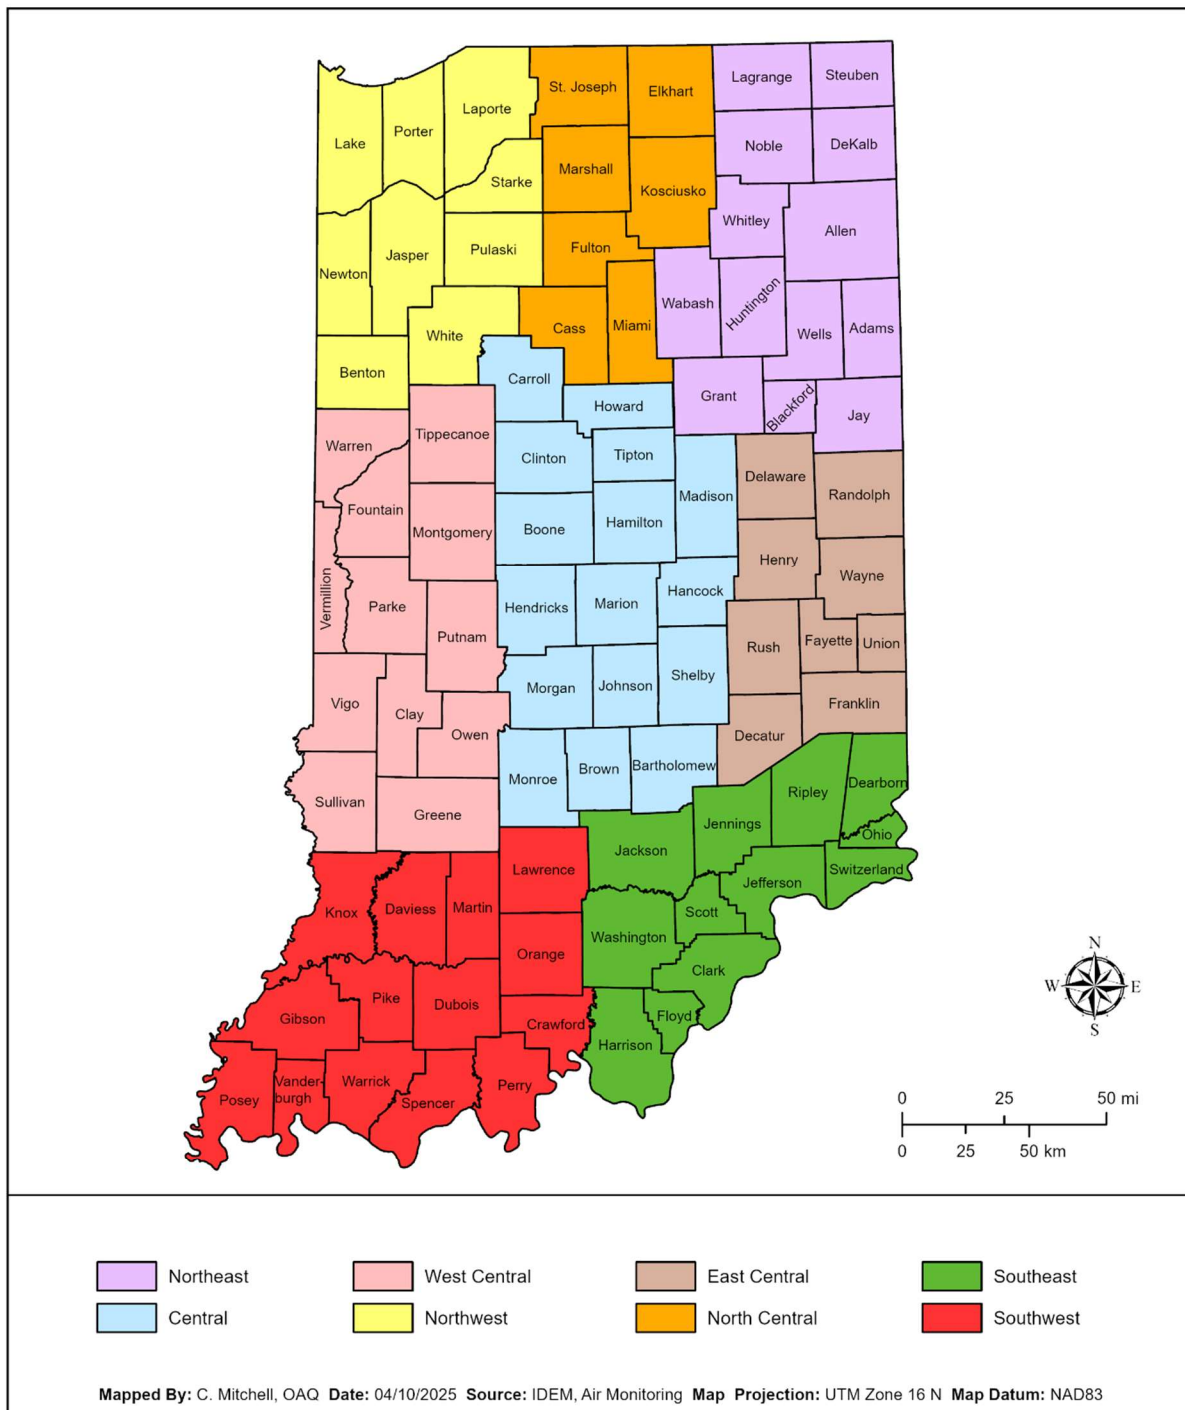 Lagrange
Steuben
St. Joseph
Elkhart
Laporte
Porter
Lake
Noble
DeKalb
Marshall
Starke
Kosciusko
Whitley
Allen
Fulton
Pulaski
Jasper
Newton
Wabash
Huntington
Miami
Cass
White
Wells
Adams
Benton
Carroll
Grant
Blackford
Howard
Jay
Tippecanoe
Warren
Clinton
Tipton
Delaware
Madison
Randolph
Fountain
Montgomery
Boone
Hamilton
Henry
Wayne
Hancock
Vermillion
Parke
Hendricks
Marion
Putnam
Rush
Fayette
Union
Shelby
Morgan
Johnson
Vigo
Clay
Owen
Franklin
Decatur
Monroe
Brown
Bartholomew
Dearborn
Ripley
Sullivan
Greene
Jennings
Ohio
Jackson
Lawrence
Switzerland
Jefferson
Knox
Daviess
Martin
Scott
Washington
Orange
Clark
Pike
Dubois
Gibson
Crawford
Floyd
Harrison
Posey
Vander-
burgh
Warrick
Spencer
Perry
N
W E
S
0 25 50 mi
0 25 50 km
Northeast West Central East Central Southeast
Central Northwest North Central Southwest
Mapped By: C. Mitchell, OAQ Date: 04/10/2025 Source: IDEM, Air Monitoring Map Projection: UTM Zone 16 N Map Datum: NAD83